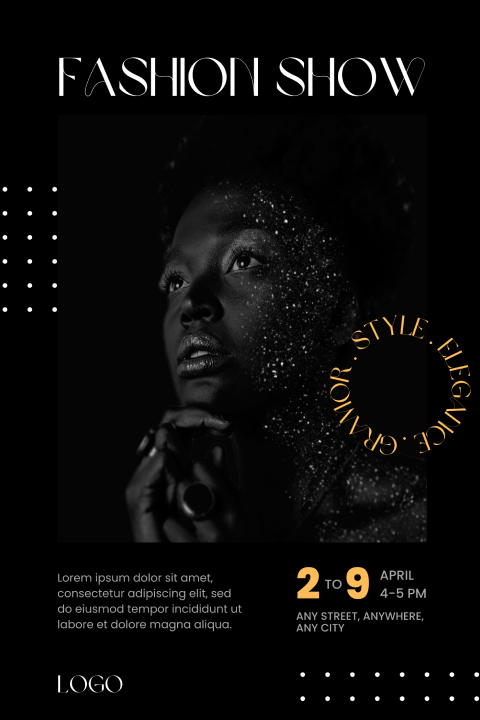 FASHION SHOW
STYLE . ELEGANCE . GRAMOR .
Lorem ipsum dolor sit amet,
consectetur adipiscing elit, sed
do eiusmod tempor incididunt ut
labore et dolore magna aliqua.
2 TO 9 APRIL
4-5 PM
ANY STREET, ANYWHERE,
ANY CITY
LOGO